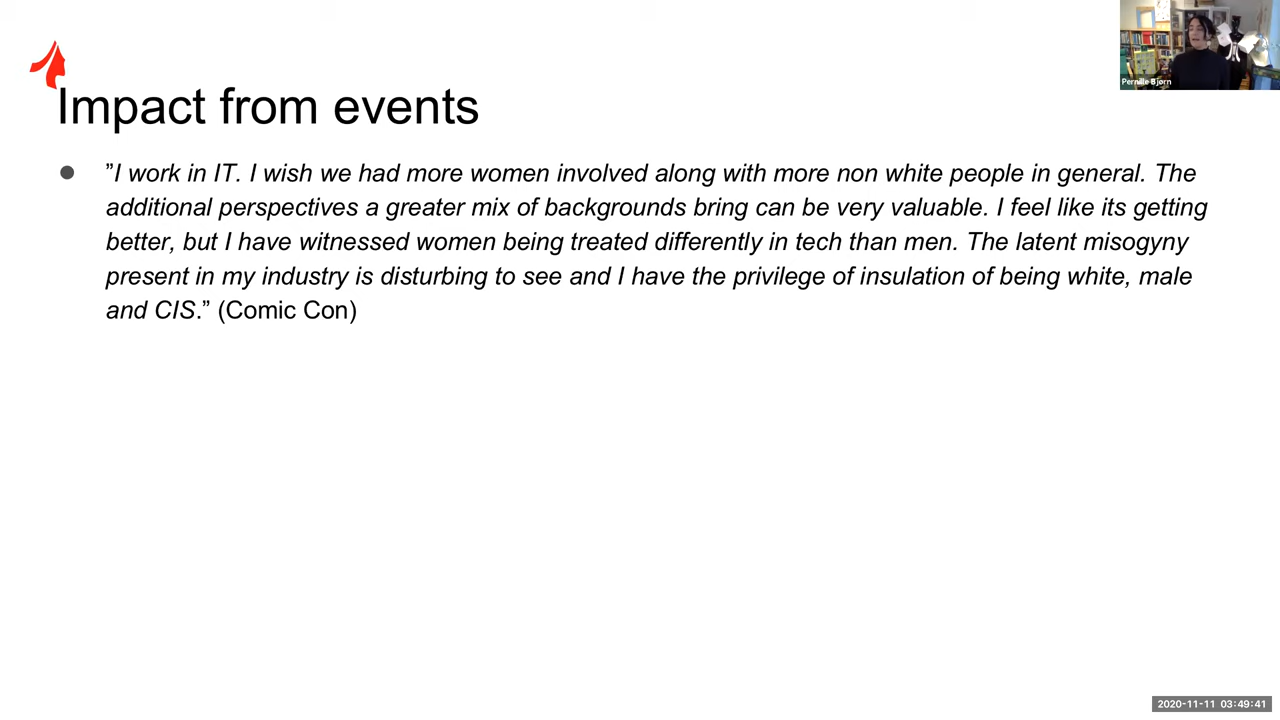 Pernille Bjørn
Impact from events
● ”I work in IT. I wish we had more women involved along with more non white people in general. The
additional perspectives a greater mix of backgrounds bring can be very valuable. I feel like its getting
better, but I have witnessed women being treated differently in tech than men. The latent misogyny
present in my industry is disturbing to see and I have the privilege of insulation of being white, male
and CIS.” (Comic Con)
2020-11-11 03:49:41